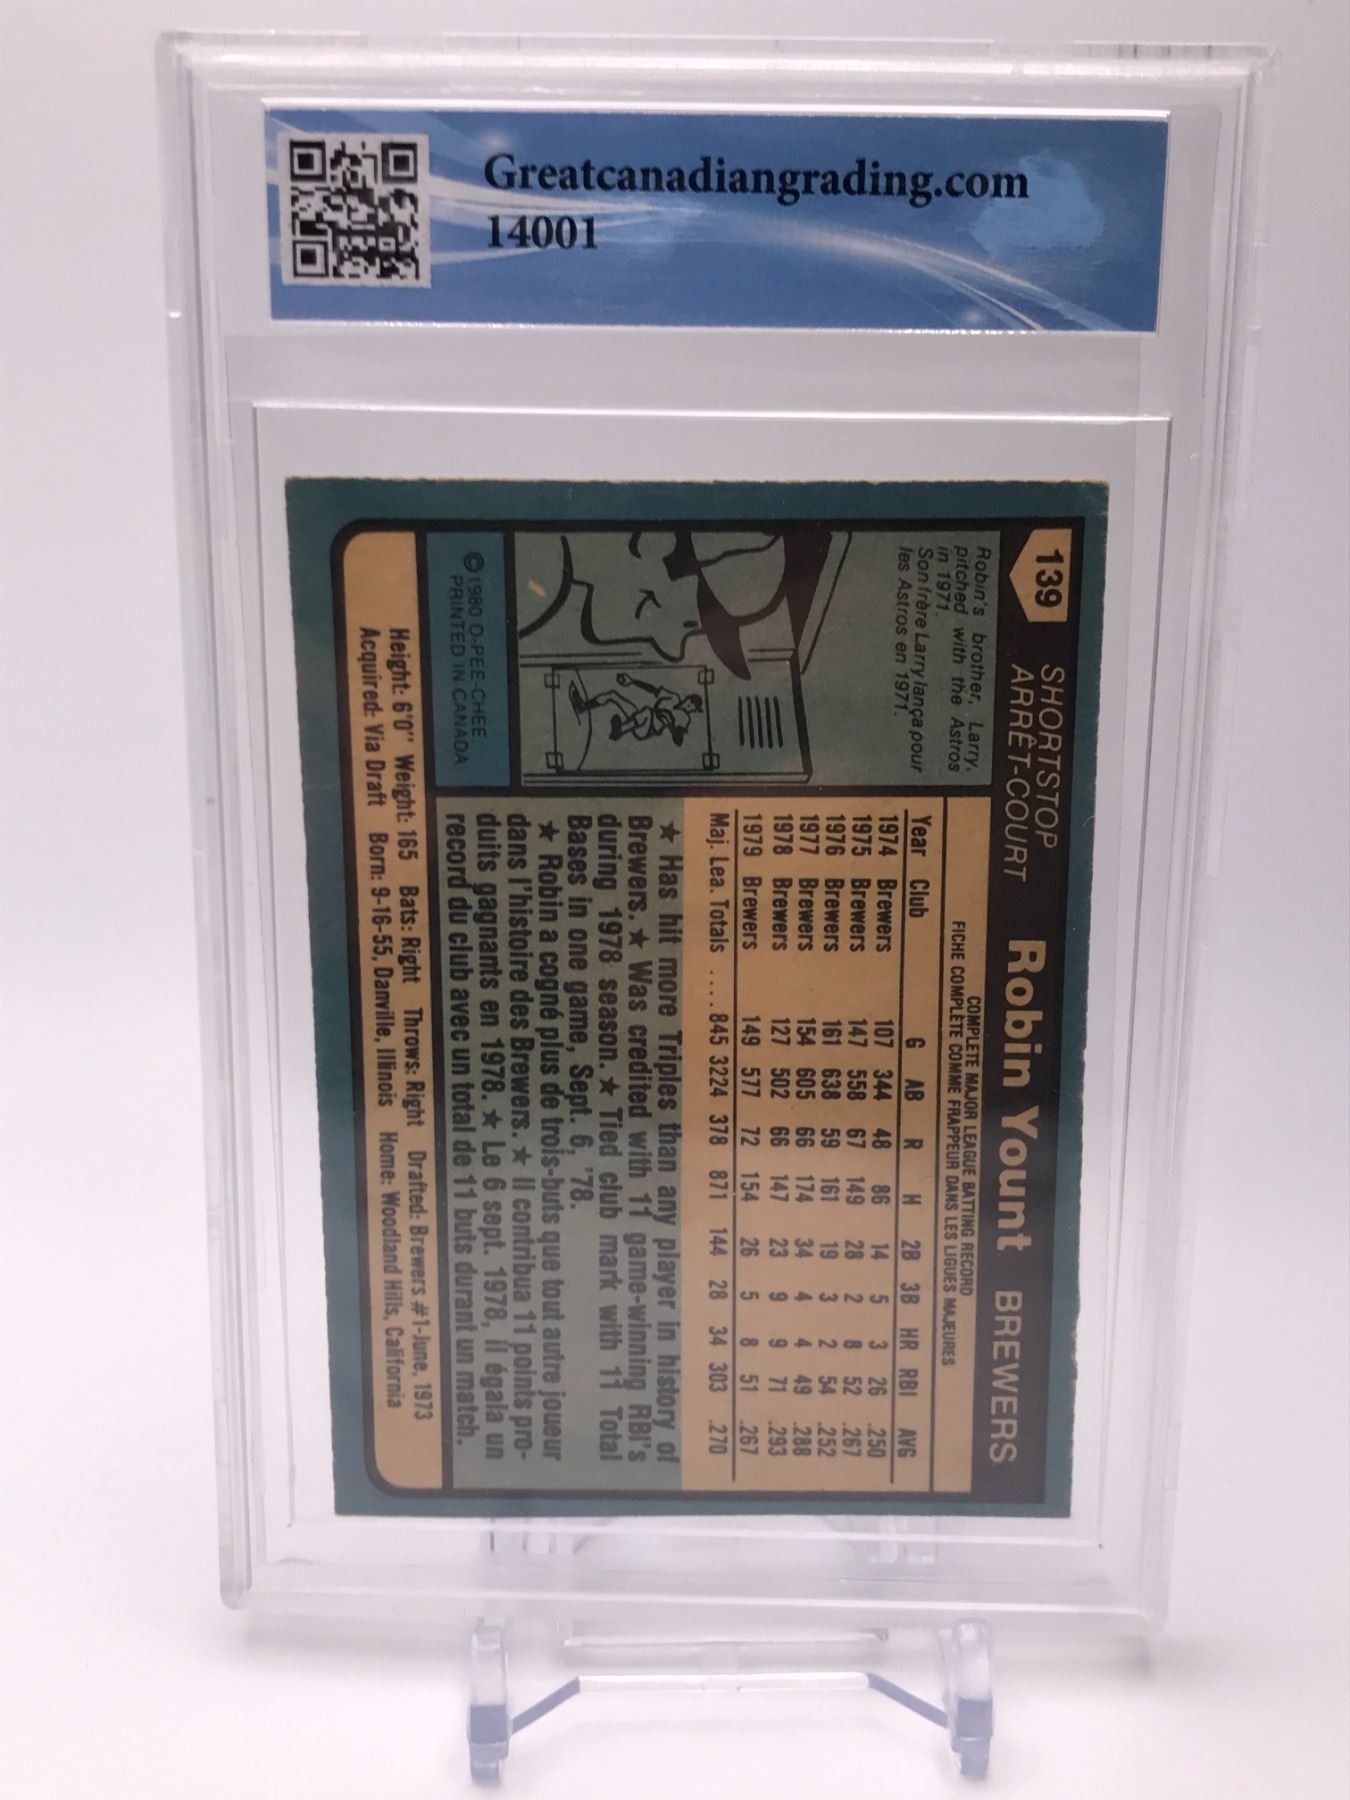 Greatcanadiangrading.com
14001
139 SHORTSTOP ARRÊT-COURT Robin Yount BREWERS
Robin's brother, Larry,
pitched with the Astros
in 1971.
Son frère Larry lança pour
les Astros en 1971.
©1980 O-PEE-CHEE
PRINTED IN CANADA
COMPLETE MAJOR LEAGUE BATTING RECORD
FICHE COMPLÈTE COMME FRAPPEUR DANS LES LIGUES MAJEURES
Year Club G AB R H 2B 3B HR RBI AVG
1974 Brewers 107 344 48 86 14 5 3 26 .250
1975 Brewers 147 558 67 149 28 2 8 52 .267
1976 Brewers 161 638 59 161 19 3 2 54 .252
1977 Brewers 154 605 66 174 34 4 4 49 .288
1978 Brewers 127 502 66 147 23 9 9 71 .293
1979 Brewers 149 577 72 154 26 5 8 51 .267
Maj. Lea. Totals .... 845 3224 378 871 144 28 34 303 .270
★ Has hit more Triples than any player in history of
Brewers. ★ Was credited with 11 game-winning RBI's
during 1978 season. ★ Tied club mark with 11 Total
Bases in one game, Sept. 6, '78.
★ Robin a cogné plus de trois-buts que tout autre joueur
dans l'histoire des Brewers. ★ Il contribua 11 points pro-
duits gagnants en 1978. ★ Le 6 sept. 1978, il égala un
record du club avec un total de 11 buts durant un match.
Height: 6'0" Weight: 165 Bats: Right Throws: Right Drafted: Brewers #1-June, 1973
Acquired: Via Draft Born: 9-16-55, Danville, Illinois Home: Woodland Hills, California